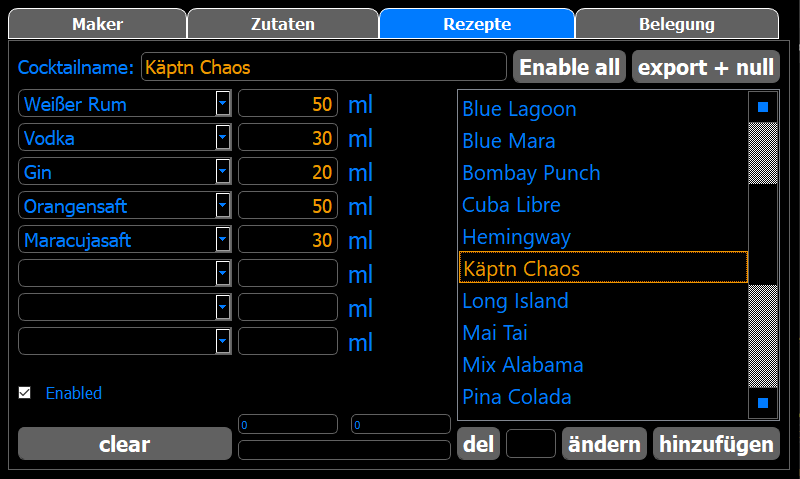 Maker Zutaten Rezepte Belegung
Cocktailname: Käptn Chaos Enable all export + null
Weißer Rum 50 ml
Vodka 30 ml
Gin 20 ml
Orangensaft 50 ml
Maracujasaft 30 ml
ml
ml
ml
Blue Lagoon
Blue Mara
Bombay Punch
Cuba Libre
Hemingway
Käptn Chaos
Long Island
Mai Tai
Mix Alabama
Pina Colada
Enabled
0 0
clear del ändern hinzufügen